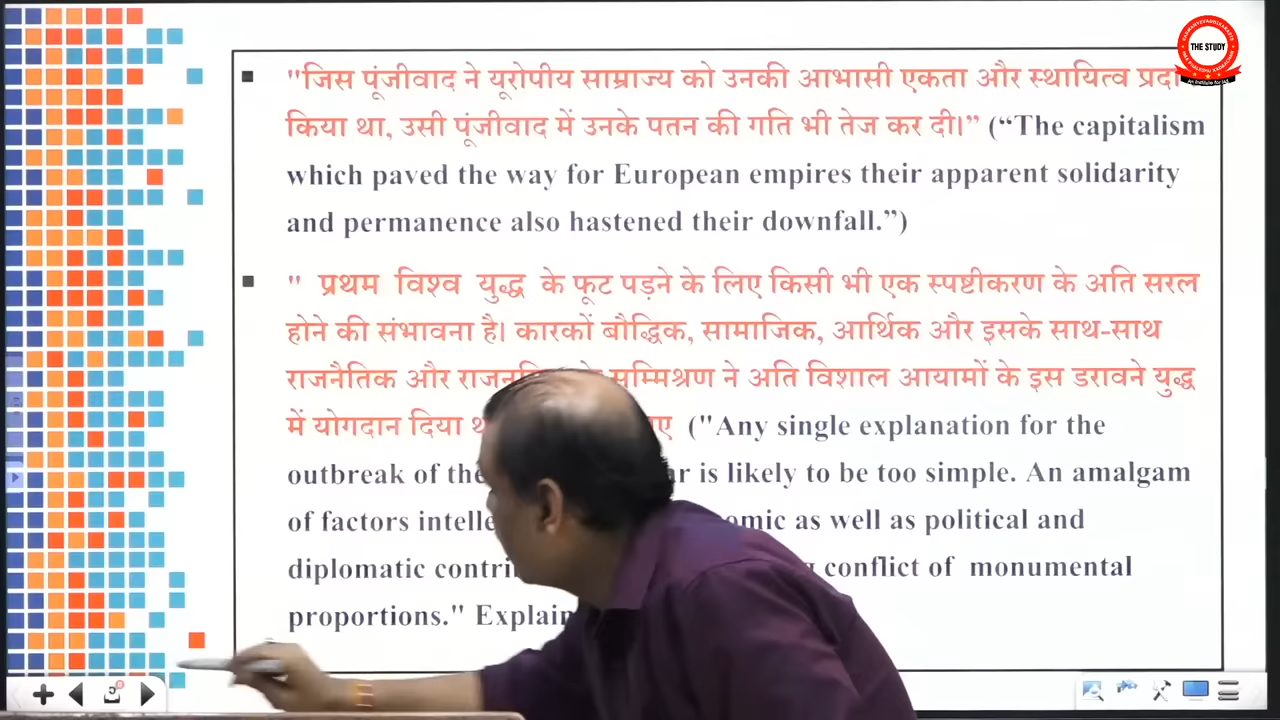 THE STUDY
An Institute for IAS
"जिस पूंजीवाद ने यूरोपीय साम्राज्य को उनकी आभासी एकता और स्थायित्व प्रदा
किया था, उसी पूंजीवाद में उनके पतन की गति भी तेज कर दी।” (“The capitalism
which paved the way for European empires their apparent solidarity
and permanence also hastened their downfall.”)
" प्रथम विश्व युद्ध के फूट पड़ने के लिए किसी भी एक स्पष्टीकरण के अति सरल
होने की संभावना है। कारकों बौद्धिक, सामाजिक, आर्थिक और इसके साथ-साथ
राजनैतिक और सम्मिश्रण ने अति विशाल आयामों के इस डरावने युद्ध
में योगदान दिया ("Any single explanation for the
outbreak of the is likely to be too simple. An amalgam
of factors as well as political and
diplomatic conflict of monumental
proportions." Explain